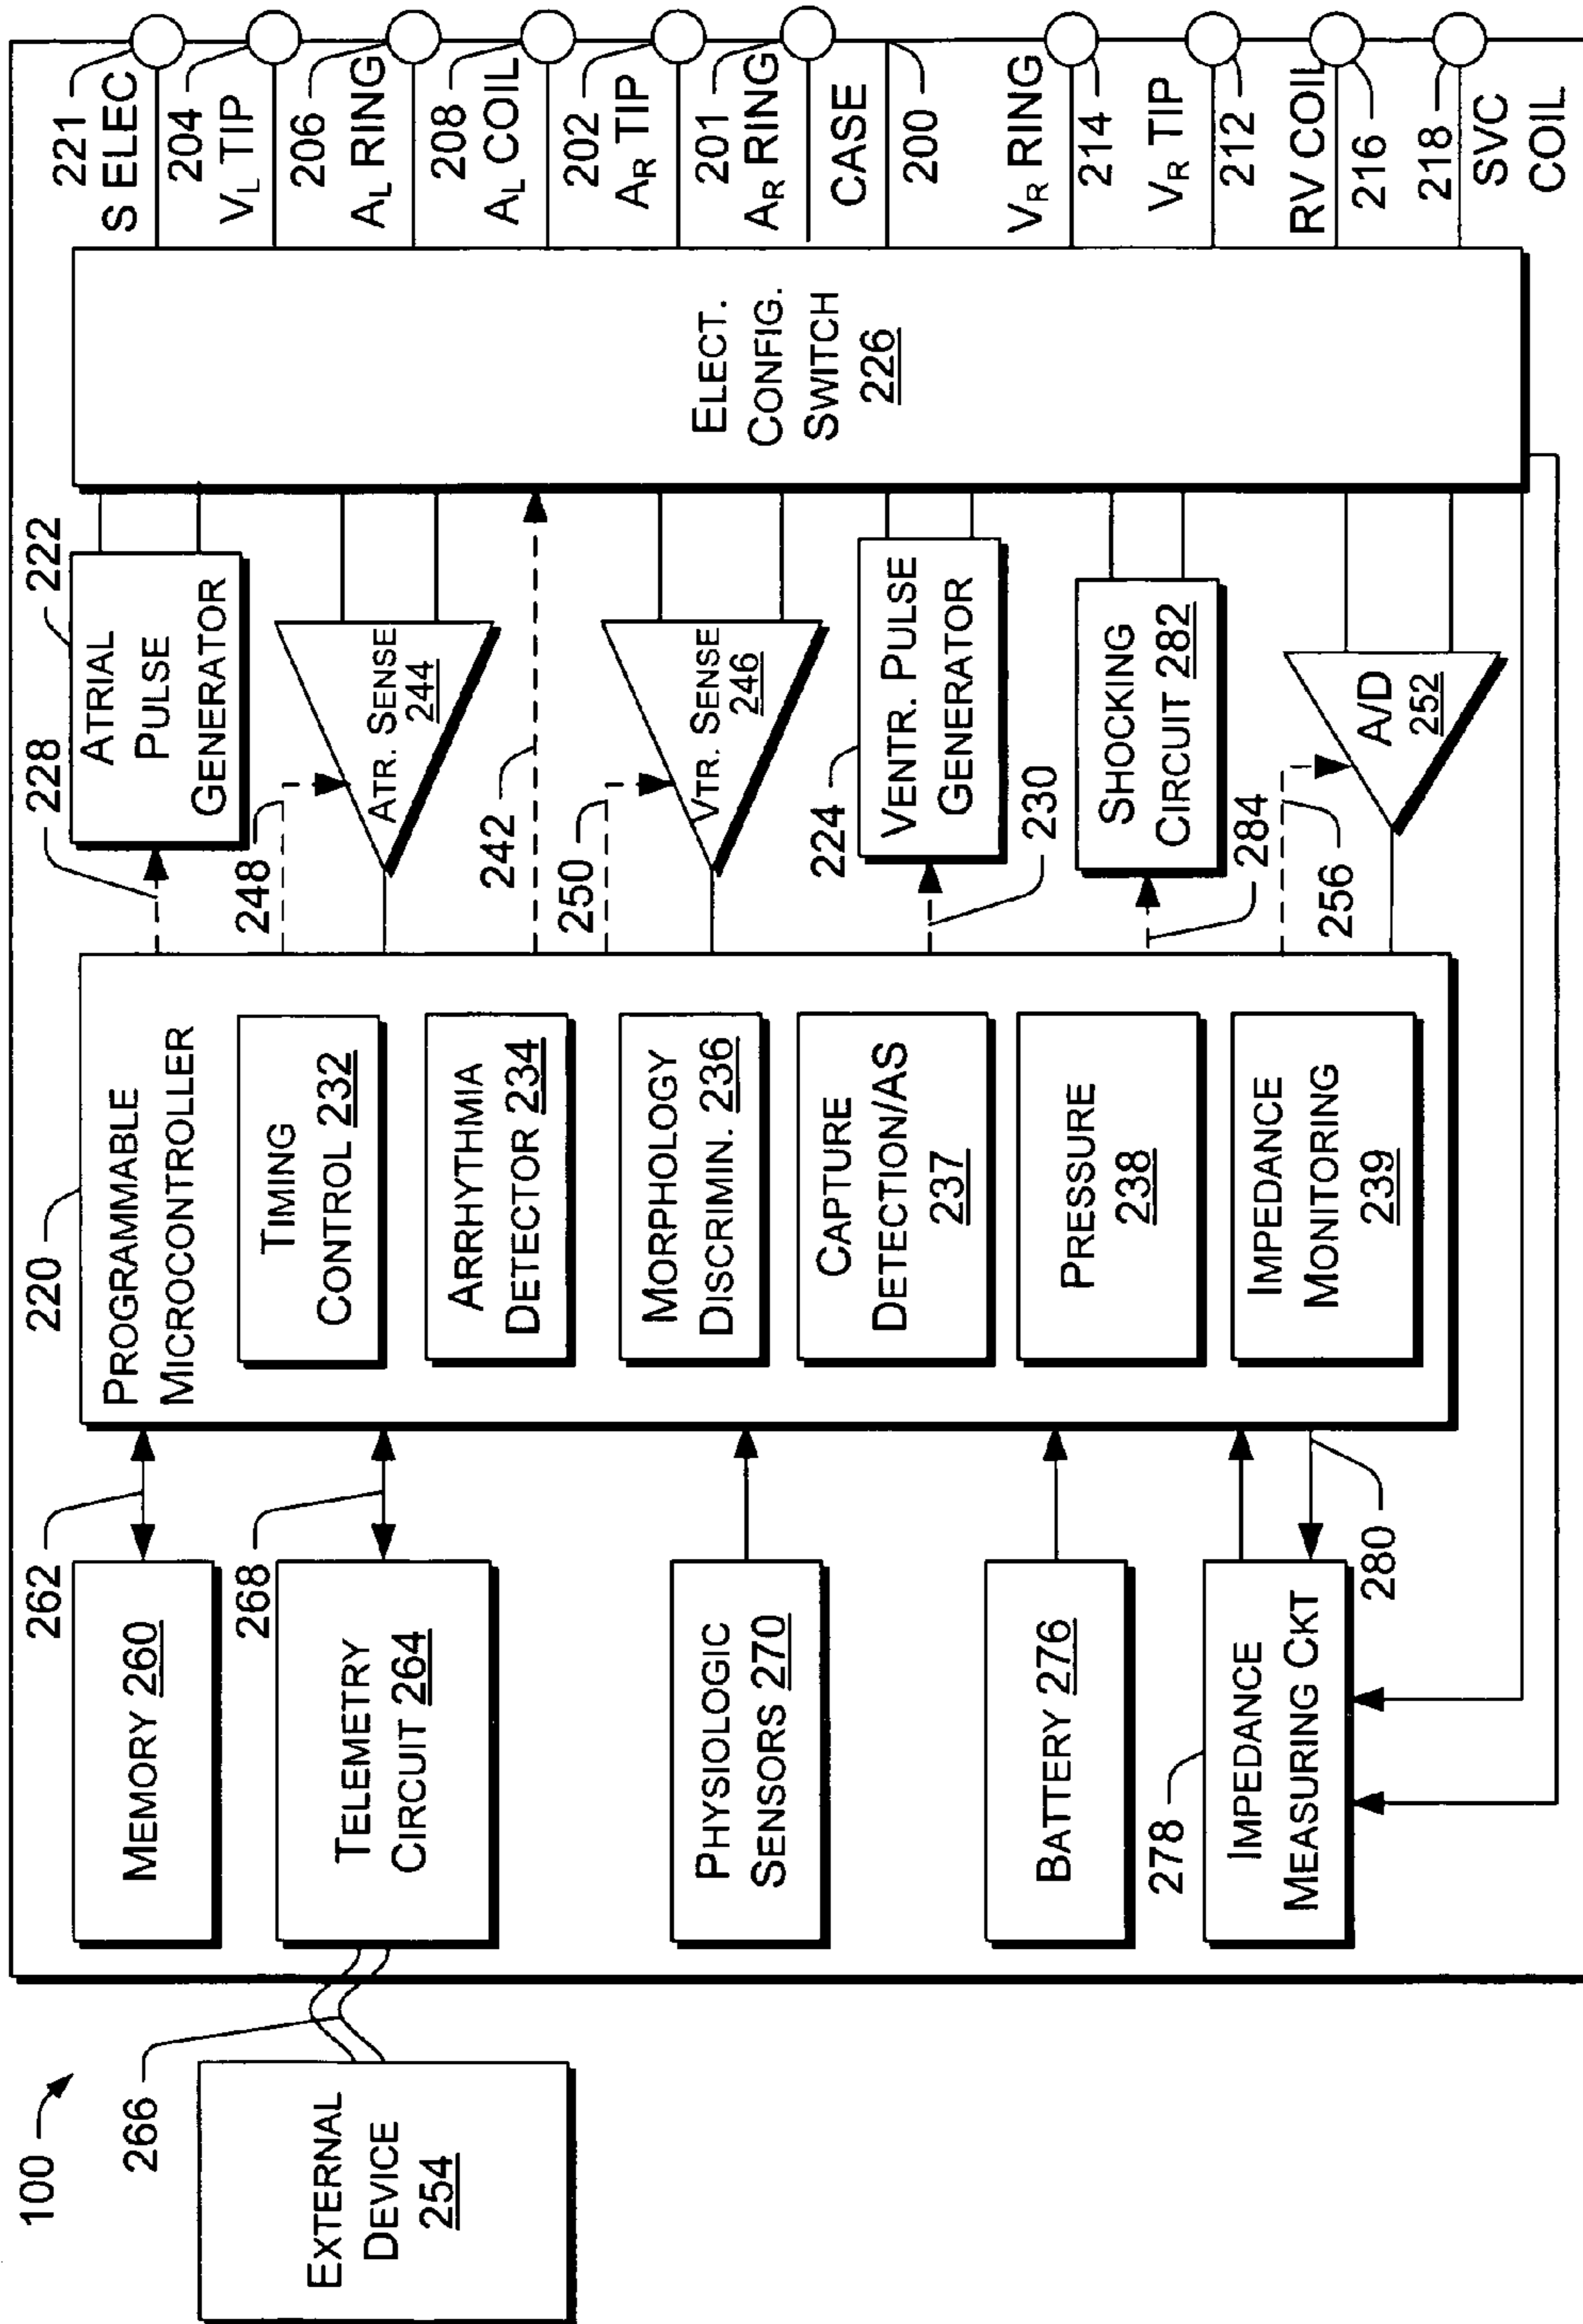 100
EXTERNAL
DEVICE
254
266
262
MEMORY 260
268
TELEMETRY
CIRCUIT 264
PHYSIOLOGIC
SENSORS 270
BATTERY 276
278
IMPEDANCE
MEASURING CKT
280
220
PROGRAMMABLE
MICROCONTROLLER
TIMING
CONTROL 232
ARRHYTHMIA
DETECTOR 234
MORPHOLOGY
DISCRIMIN. 236
CAPTURE
DETECTION/AS
237
PRESSURE
238
IMPEDANCE
MONITORING
239
228
222
ATRIAL
PULSE
GENERATOR
248
ATR. SENSE
244
242
250
VTR. SENSE
246
224
VENTR. PULSE
GENERATOR
230
SHOCKING
CIRCUIT 282
284
256
A/D
252
ELECT.
CONFIG.
SWITCH
226
221
S ELEC
204
VL TIP
206
AL RING
208
AL COIL
202
AR TIP
201
AR RING
CASE
200
VR RING
214
VR TIP
212
RV COIL
216
218
SVC
COIL